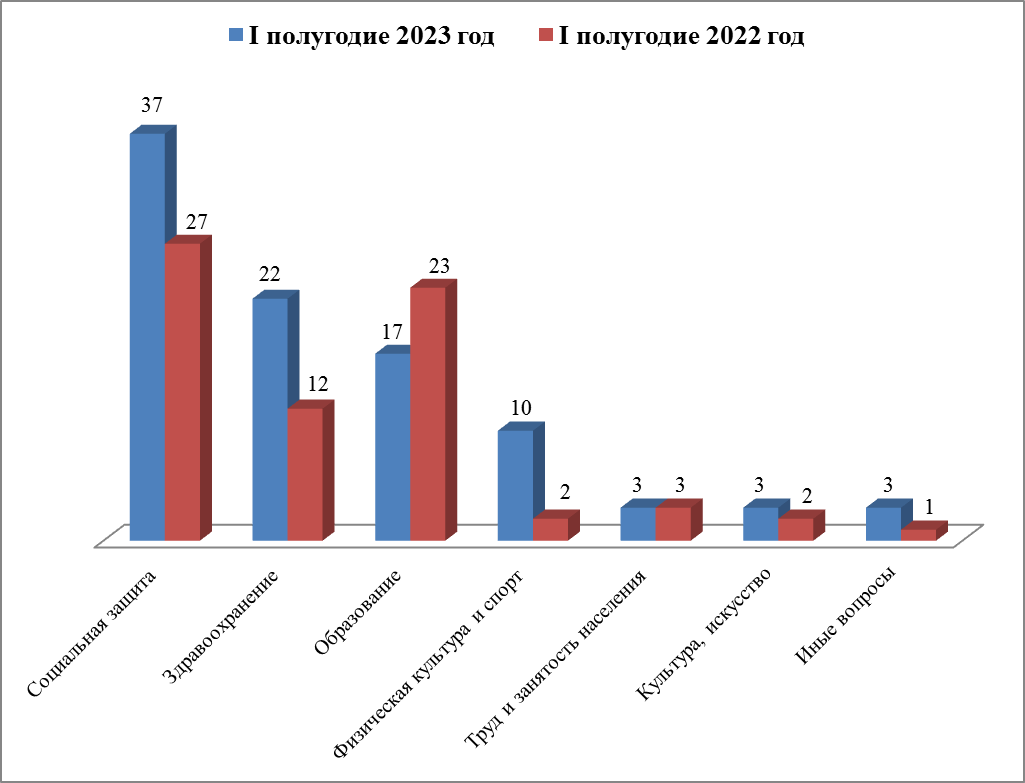 I полугодие 2023 год I полугодие 2022 год
37
27
22
12
17
23
10
2
3
3
3
2
3
1
Социальная защита
Здравоохранение
Образование
Физическая культура и спорт
Труд и занятость населения
Культура, искусство
Иные вопросы